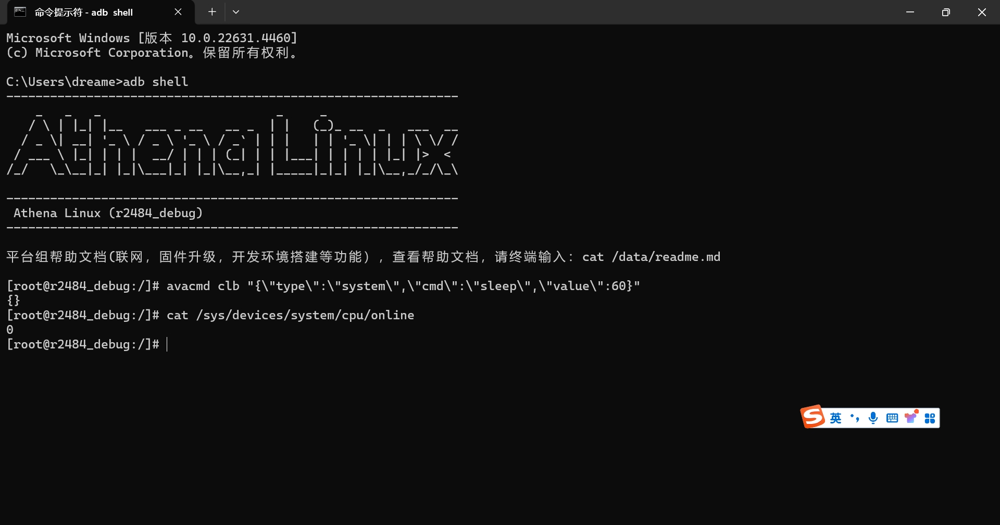 命令提示符 - adb  shell
Microsoft Windows [版本 10.0.22631.4460]
(c) Microsoft Corporation。保留所有权利。
C:\Users\dreame>adb shell
--------------------------------------------------------------
    _   _   _                        _     _
   / \ | |_| |__   ___ _ __   __ _  | |   (_)_ __  _   ___  __
  / _ \| __| '_ \ / _ \ '_ \ / _` | | |   | | '_ \| | | \ \/ /
 / ___ \ |_| | | |  __/ | | | (_| | | |___| | | | | |_| |>  <
/_/   \_\__|_| |_|\___|_| |_|\__,_| |_____|_|_| |_|\__,_/_/\_\
--------------------------------------------------------------
 Athena Linux (r2484_debug)
--------------------------------------------------------------
平台组帮助文档(联网，固件升级，开发环境搭建等功能)，查看帮助文档，请终端输入：cat /data/readme.md
[root@r2484_debug:/]# avacmd clb "{\"type\":\"system\",\"cmd\":\"sleep\",\"value\":60}"
{}
[root@r2484_debug:/]# cat /sys/devices/system/cpu/online
0
[root@r2484_debug:/]#
S 英